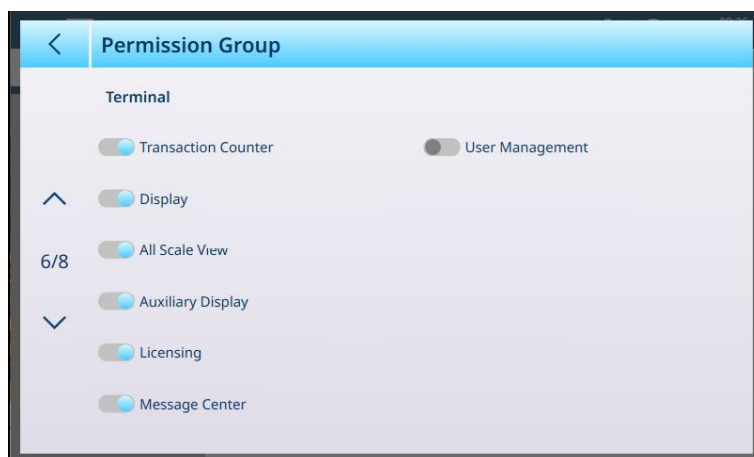 Permission Group
Terminal
Transaction Counter
User Management
Display
All Scale View
6/8
Auxiliary Display
Licensing
Message Center